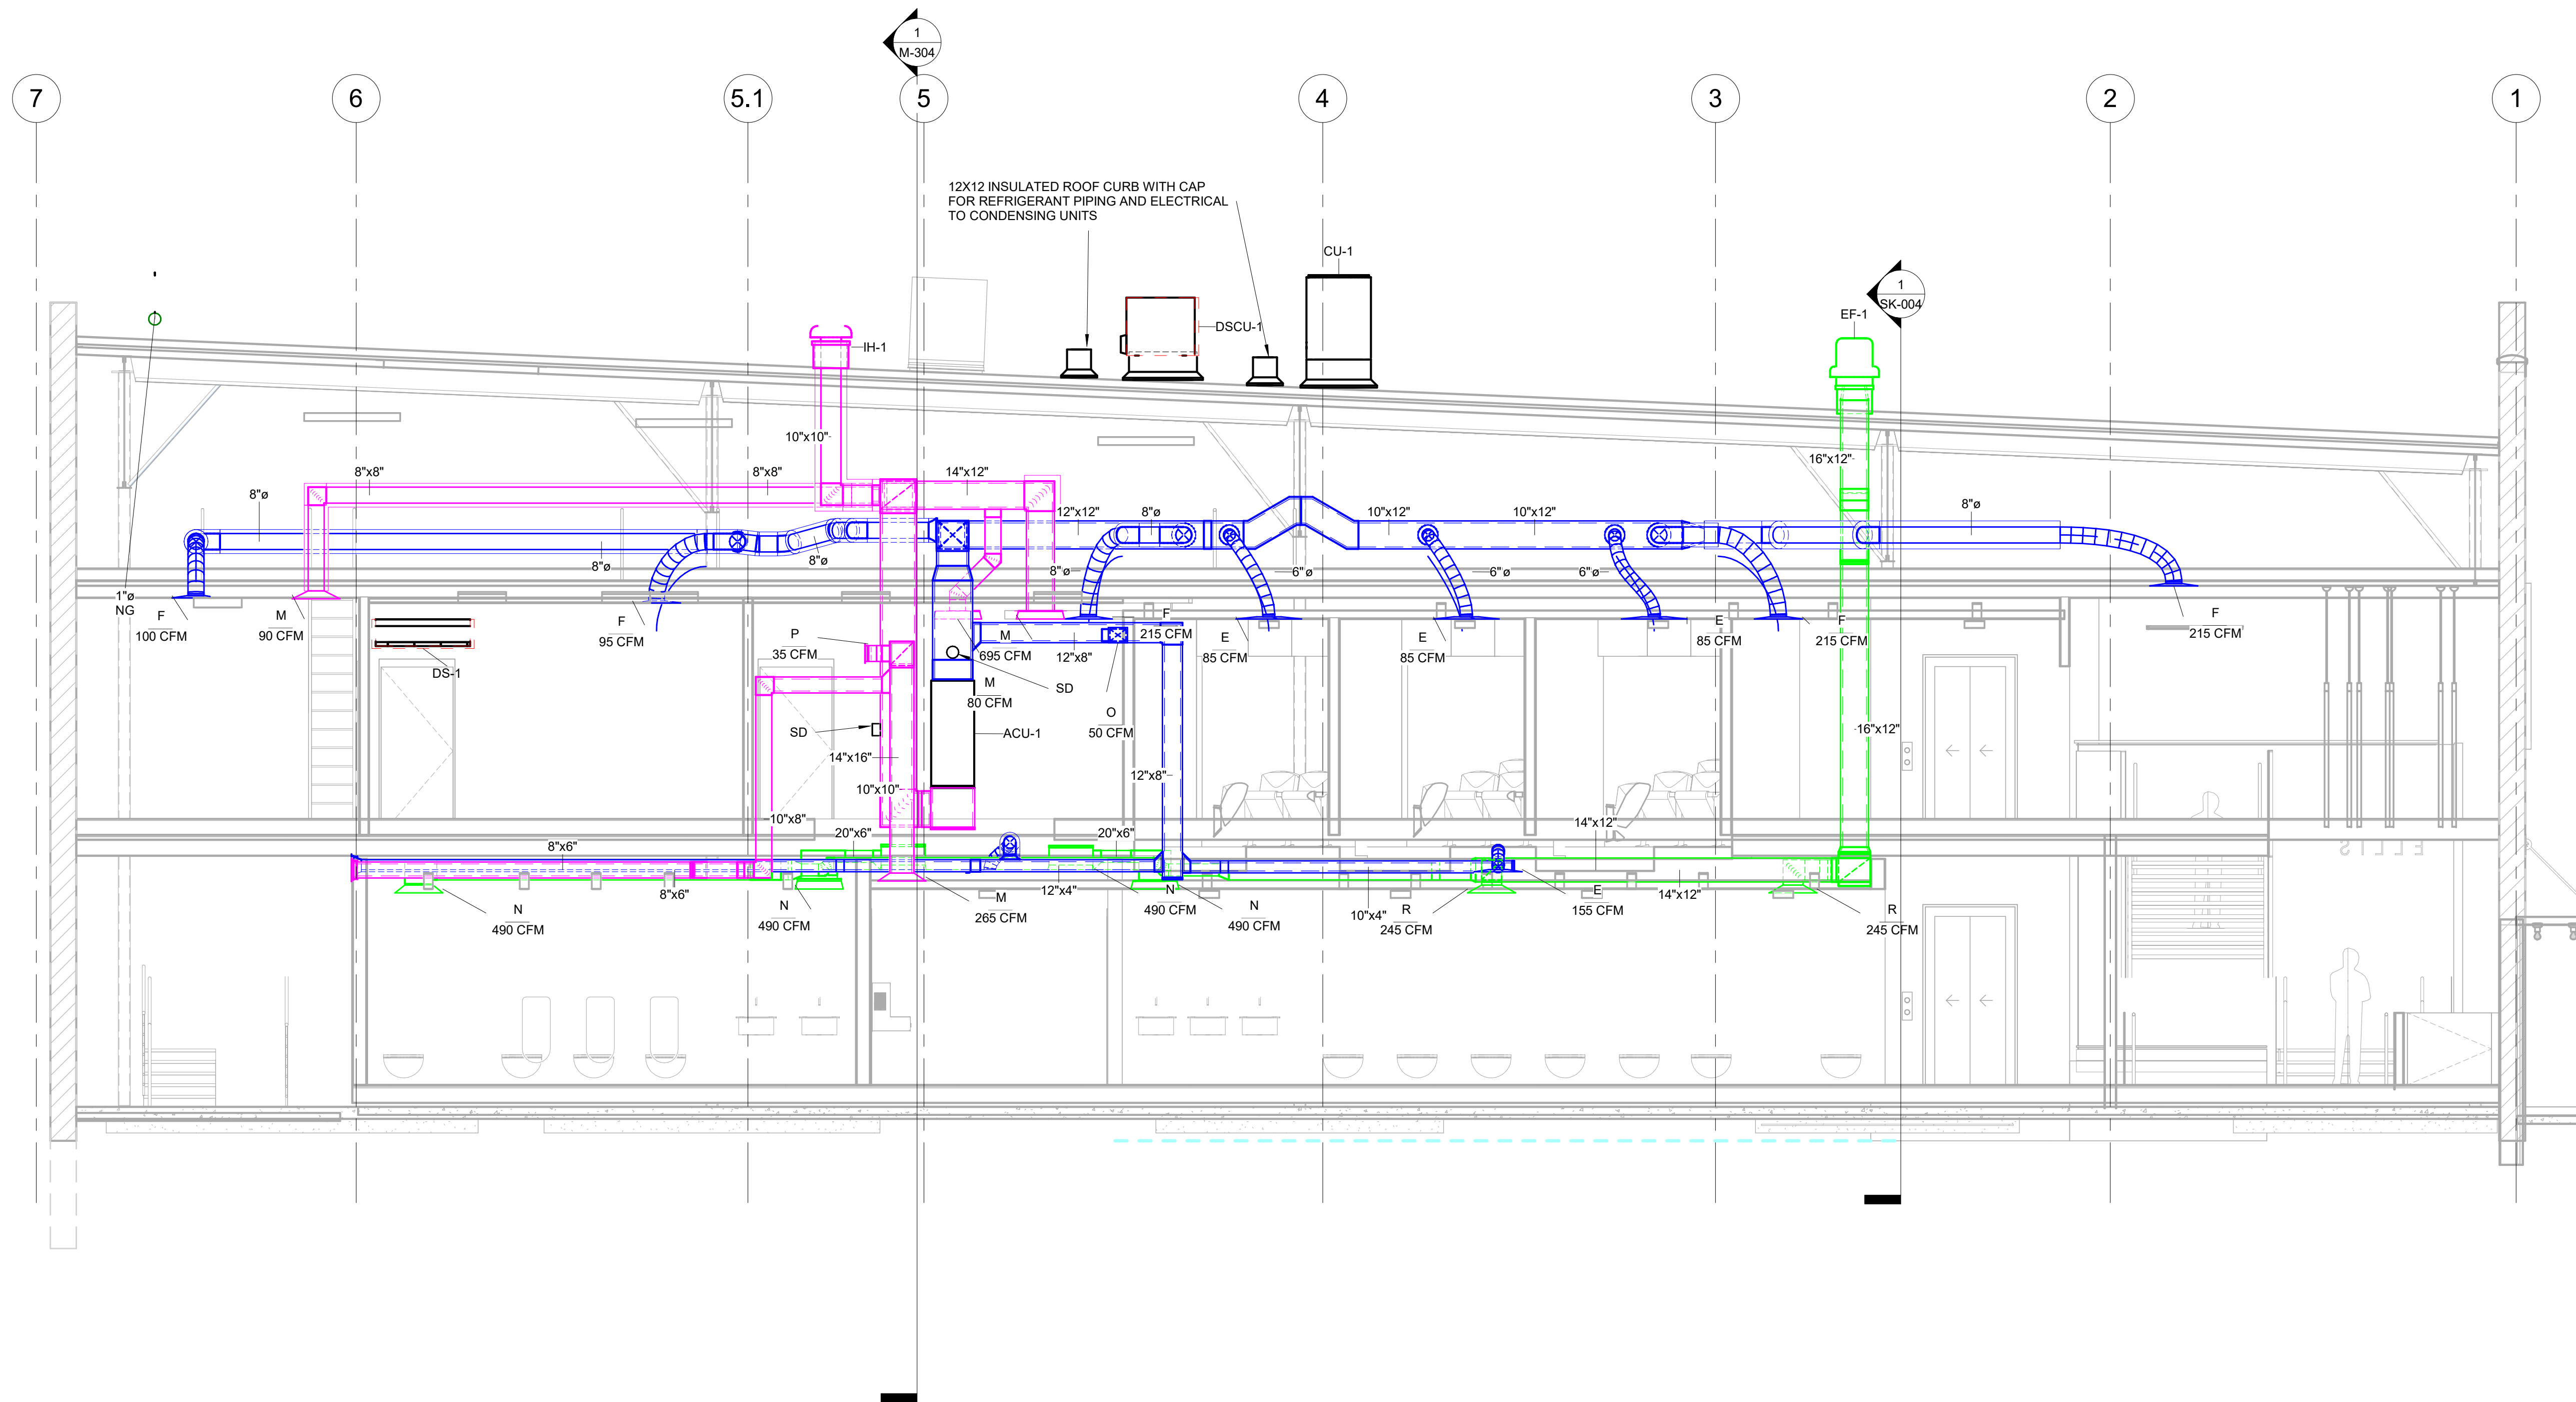 1
M-304
7
6
5.1
5
4
3
2
1
12X12 INSULATED ROOF CURB WITH CAP
FOR REFRIGERANT PIPING AND ELECTRICAL
TO CONDENSING UNITS
CU-1
1
SK-004
EF-1
DSCU-1
IH-1
10"x10"
16"x12"
8"x8"
8"x8"
14"x12"
8"ø
8"ø
12"x12"
8"ø
10"x12"
10"x12"
8"ø
8"ø
8"ø
8"ø
6"ø
6"ø
6"ø
1"ø
NG
F
100 CFM
M
90 CFM
F
95 CFM
P
35 CFM
M
695 CFM
12"x8"
F
215 CFM
E
85 CFM
E
85 CFM
E
85 CFM
F
215 CFM
F
215 CFM
DS-1
M
80 CFM
SD
O
50 CFM
SD
ACU-1
14"x16"
16"x12"
12"x8"
10"x10"
10"x8"
20"x6"
20"x6"
14"x12"
8"x6"
8"x6"
12"x4"
10"x4"
14"x12"
N
490 CFM
N
490 CFM
M
265 CFM
N
490 CFM
N
490 CFM
R
245 CFM
E
155 CFM
R
245 CFM
ELLIS